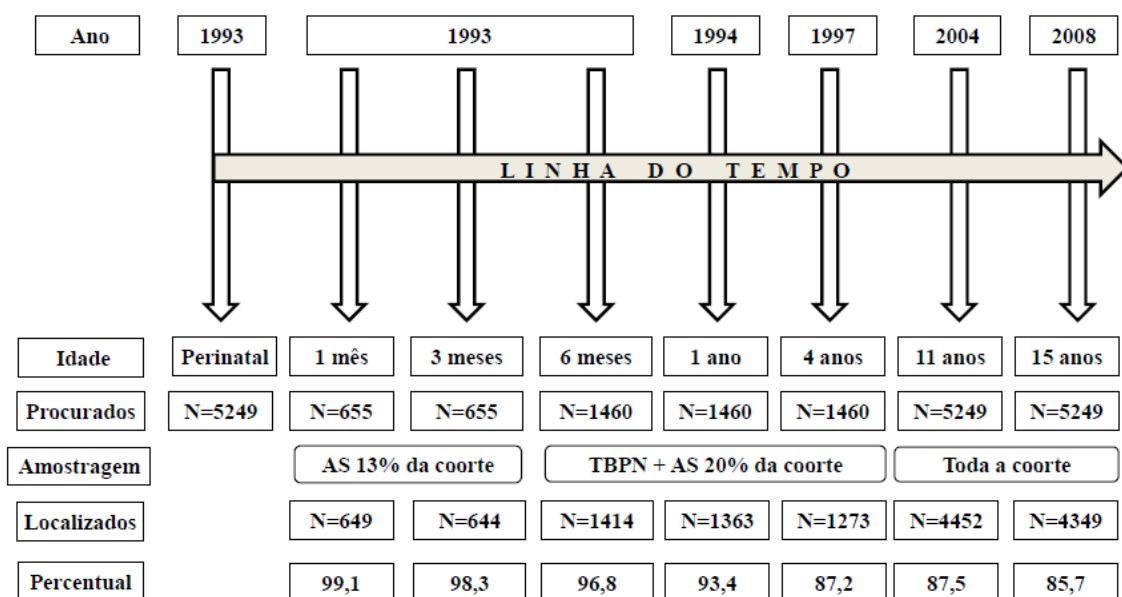 Ano 1993 1993 1994 1997 2004 2008
LINHA DO TEMPO
Idade Perinatal 1 mês 3 meses 6 meses 1 ano 4 anos 11 anos 15 anos
Procurados N=5249 N=655 N=655 N=1460 N=1460 N=1460 N=5249 N=5249
Amostragem AS 13% da coorte TBPN + AS 20% da coorte Toda a coorte
Localizados N=649 N=644 N=1414 N=1363 N=1273 N=4452 N=4349
Percentual 99,1 98,3 96,8 93,4 87,2 87,5 85,7